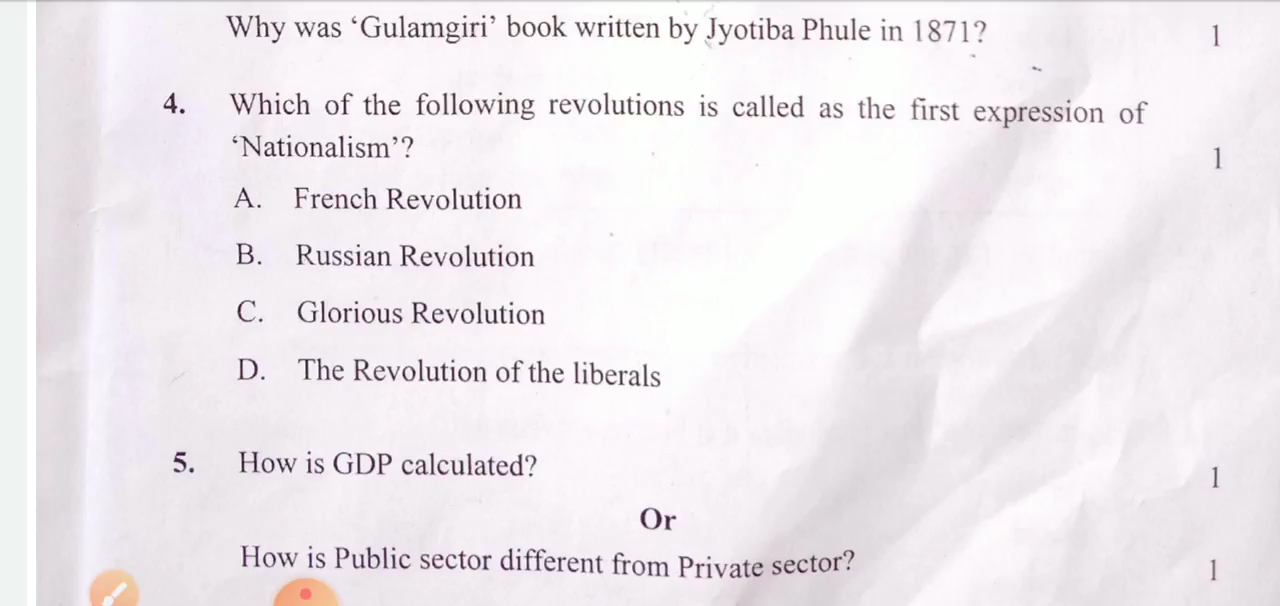 Why was ‘Gulamgiri’ book written by Jyotiba Phule in 1871? 1
4. Which of the following revolutions is called as the first expression of
‘Nationalism’? 1
A. French Revolution
B. Russian Revolution
C. Glorious Revolution
D. The Revolution of the liberals
5. How is GDP calculated? 1
Or
How is Public sector different from Private sector? 1